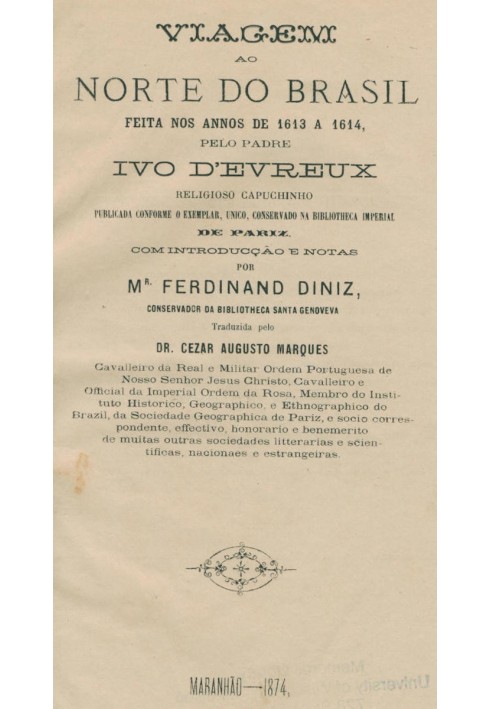 VIAGEM
AO
NORTE DO BRASIL
FEITA NOS ANNOS DE 1613 A 1614,
PELO PADRE
IVO D'EVREUX
RELIGIOSO CAPUCHINHO
PUBLICADA CONFORME O EXEMPLAR, UNICO, CONSERVADO NA BIBLIOTHECA IMPERIAL
DE PARIZ.
COM INTRODUCÇÃO E NOTAS
POR
MR. FERDINAND DINIZ,
CONSERVADOR DA BIBLIOTHECA SANTA GENOVEVA
Traduzida pelo
DR. CEZAR AUGUSTO MARQUES
Cavalleiro da Real e Militar Ordem Portugueza de
Nosso Senhor Jesus Christo, Cavalleiro e
Official da Imperial Ordem da Rosa, Membro do Insti-
tuto Historico, Geographico, e Ethnographico do
Brazil, da Sociedade Geographica de Pariz, e socio corres-
pondente, effectivo, honorario e benemerito
de muitas outras sociedades litterarias e scien-
tificas, nacionaes e estrangeiras.
MARANHÃO—1874,
University